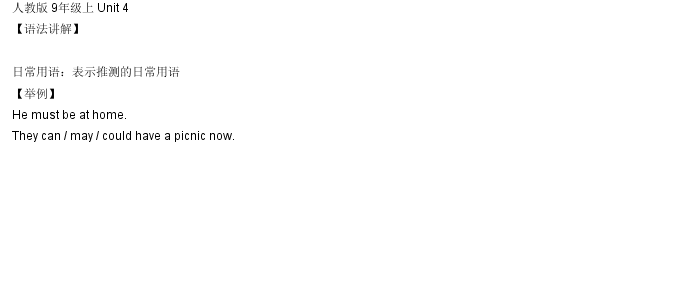 人教版 9年级上 Unit 4
【语法讲解】
日常用语：表示推测的日常用语
【举例】
He must be at home.
They can / may / could have a picnic now.